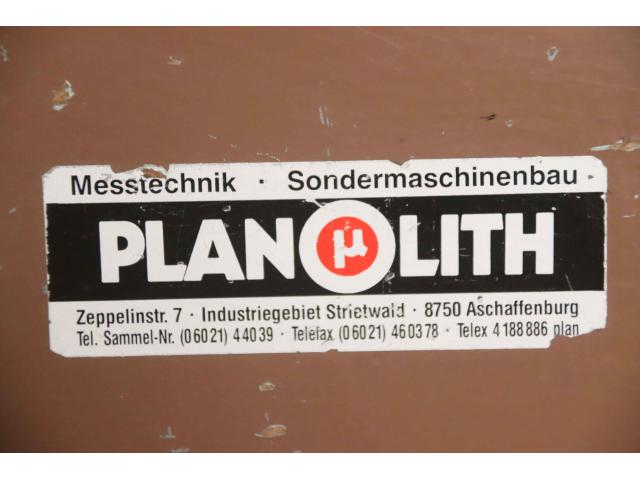 Messtechnik · Sondermaschinenbau
PLANµLITH
Zeppelinstr. 7 · Industriegebiet Strietwald · 8750 Aschaffenburg
Tel. Sammel-Nr. (06021) 44039 · Telefax (06021) 460378 · Telex 4188886 plan